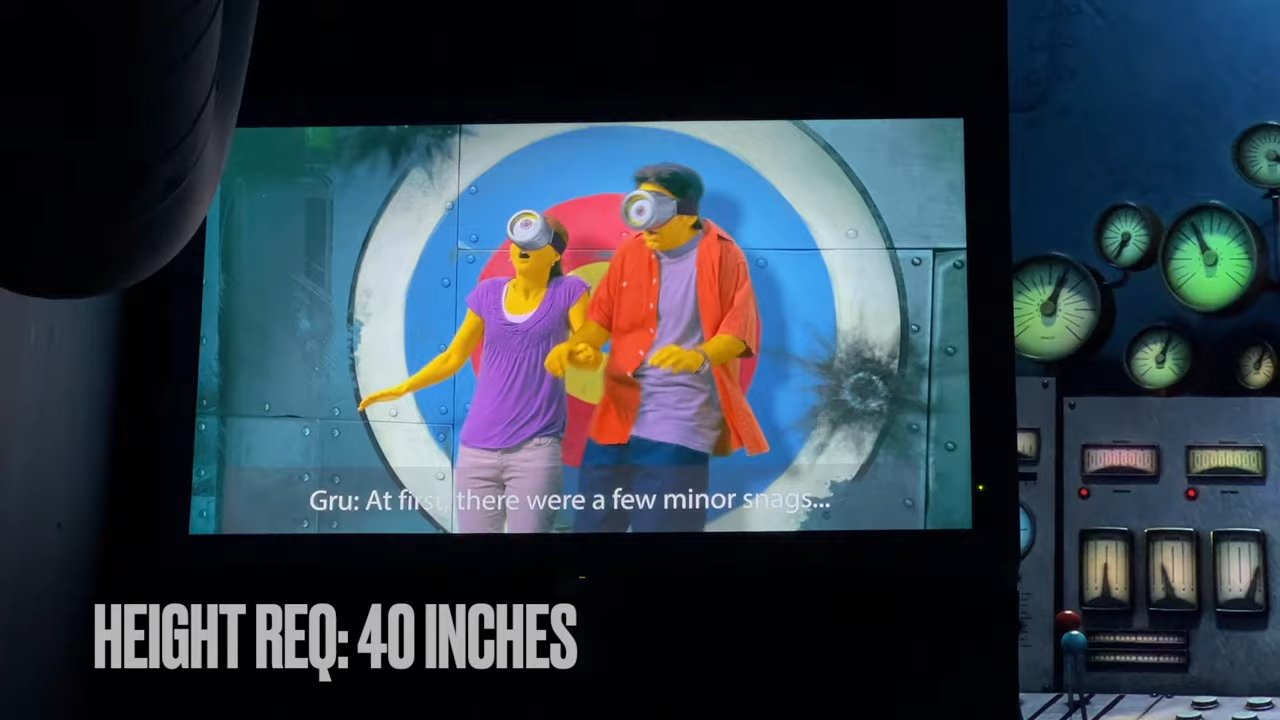 Gru: At first, there were a few minor snags...
HEIGHT REQ: 40 INCHES